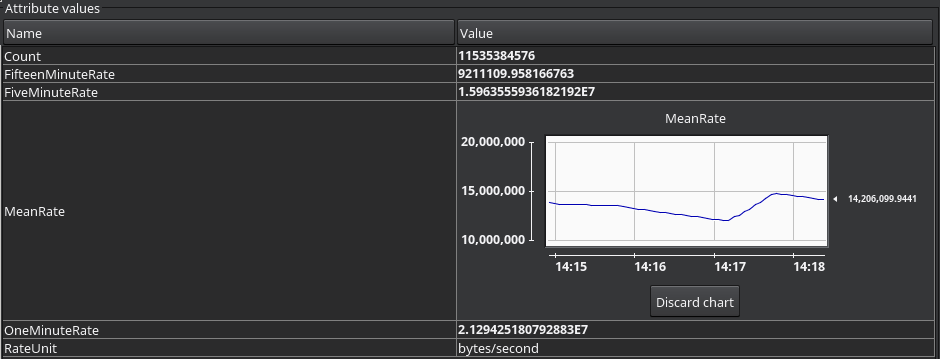 Attribute values
Name Value
Count 11535384576
FifteenMinuteRate 9211109.958166763
FiveMinuteRate 1.5963555936182192E7
MeanRate
MeanRate
20,000,000
15,000,000
10,000,000
14,206,099.9441
14:15 14:16 14:17 14:18
Discard chart
OneMinuteRate 2.129425180792883E7
RateUnit bytes/second